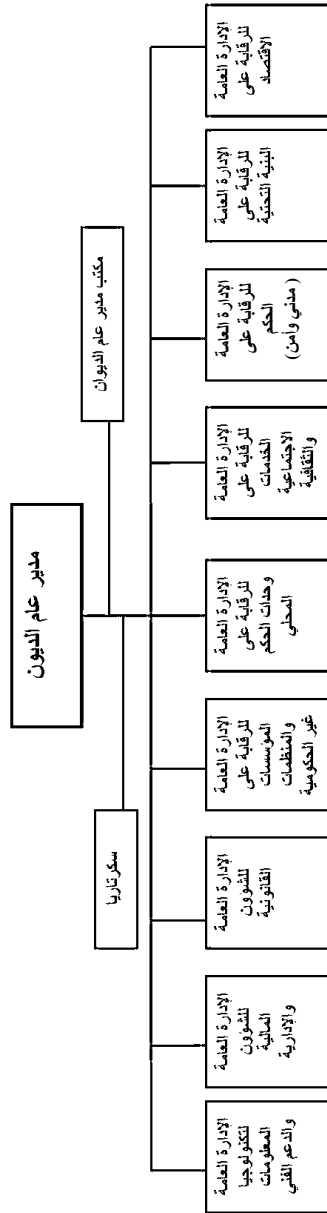 مدير عام الديون
مكتب مدير عام الديوان
سكرتاريا
الإدارة العامة
للرقابة على
الاقتصاد
الإدارة العامة
للرقابة على
البنية التحتية
الإدارة العامة
للرقابة على
الحكم
(مدني وأمن)
الإدارة العامة
للرقابة على
الخدمات
الاجتماعية
والثقافية
الإدارة العامة
للرقابة على
وحدات الحكم
المحلي
الإدارة العامة
للرقابة على
المؤسسات
والمنظمات
غير الحكومية
الإدارة العامة
للشؤون
القانونية
الإدارة العامة
للشؤون
المالية
والإدارية
الإدارة العامة
لتكنولوجيا
المعلومات
والدعم الفني